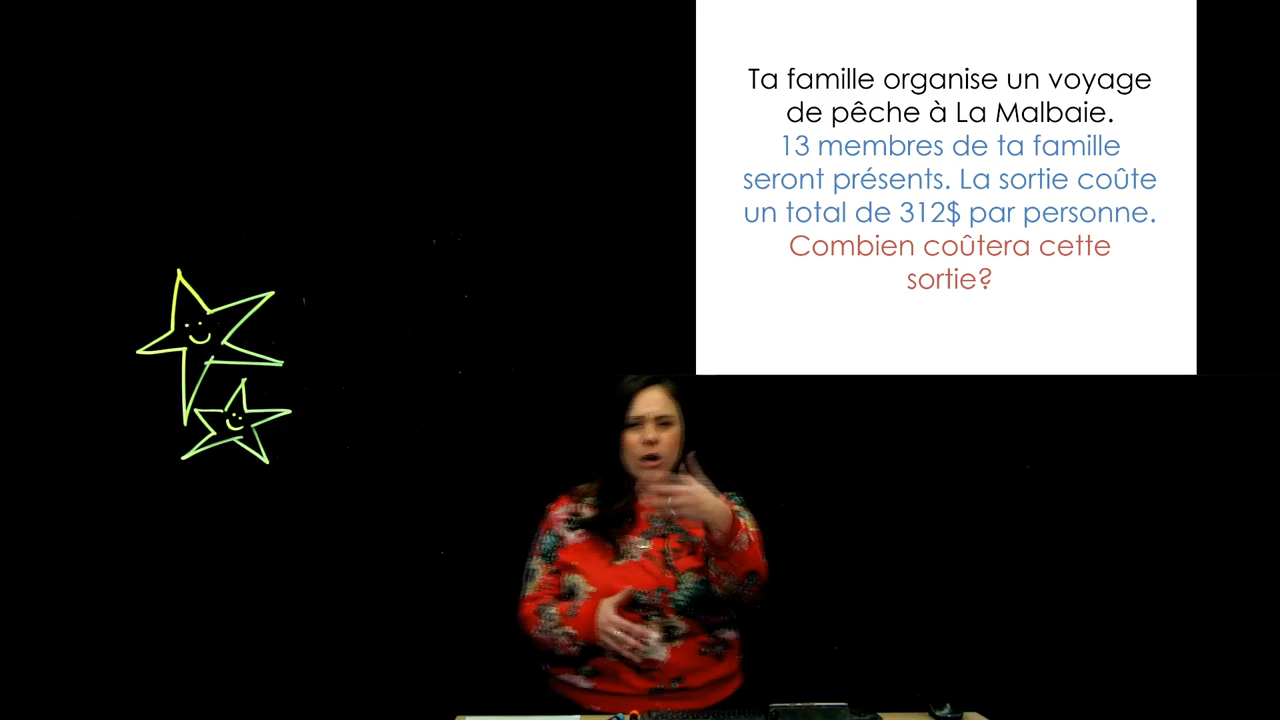 Ta famille organise un voyage
de pêche à La Malbaie.
13 membres de ta famille
seront présents. La sortie coûte
un total de 312$ par personne.
Combien coûtera cette
sortie?